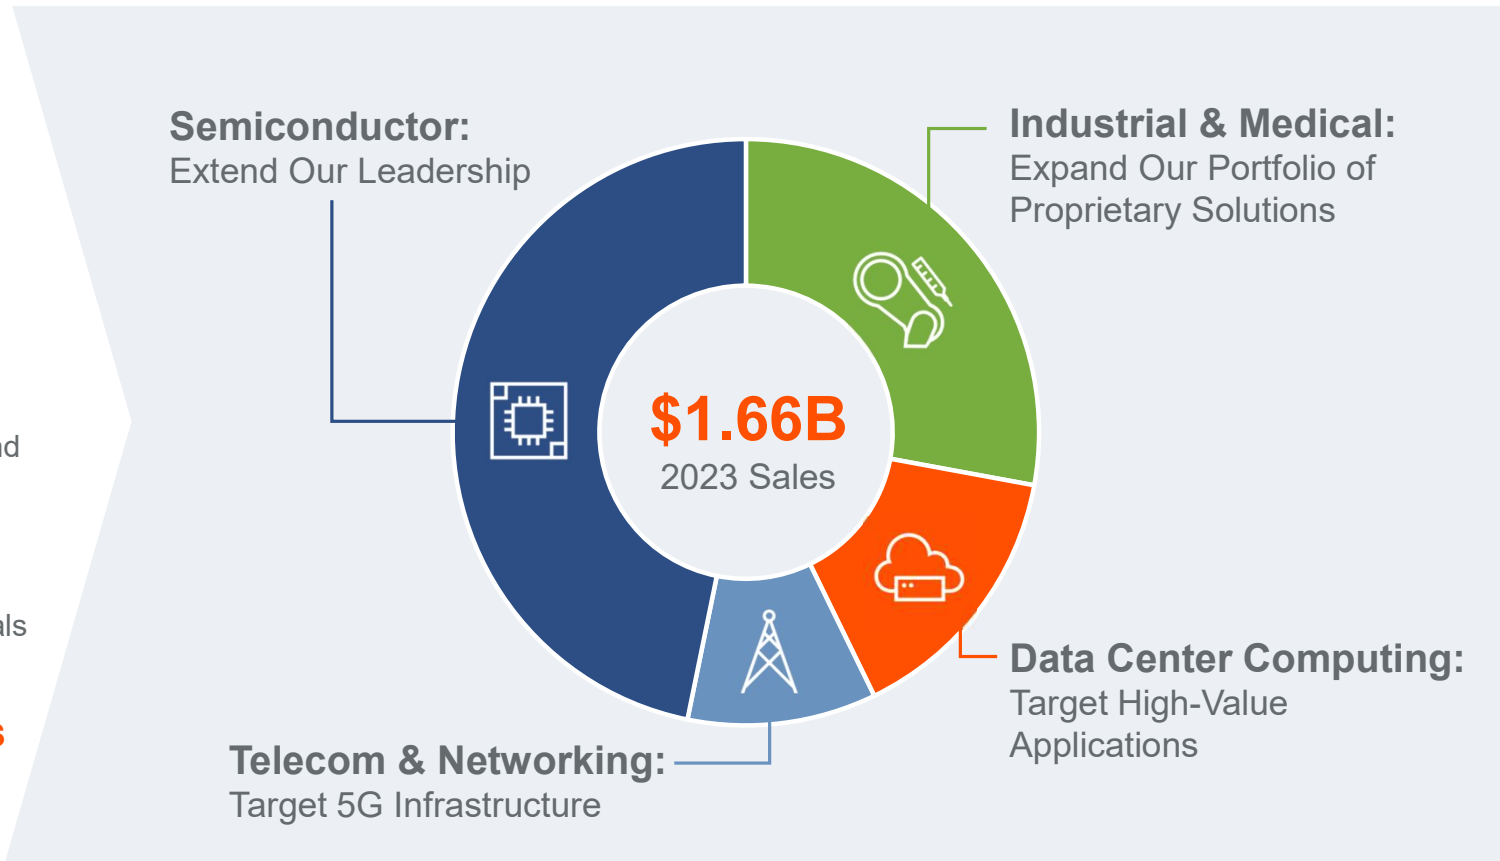 Semiconductor:
Extend Our Leadership
Industrial & Medical:
Expand Our Portfolio of
Proprietary Solutions
$1.66B
2023 Sales
Data Center Computing:
Target High-Value
Applications
Telecom & Networking:
Target 5G Infrastructure